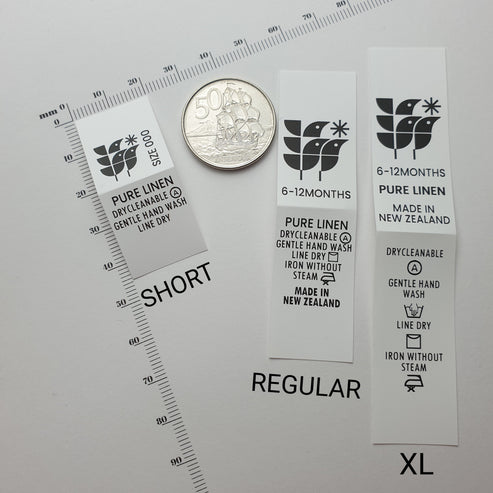 mm 0 10 20 30 40 50 60 70 80
10
20
30
40
50
60
70
80
90
50
SIZE 000
PURE LINEN
DRYCLEANABLE Ⓐ
GENTLE HAND WASH
LINE DRY
SHORT
6-12MONTHS
PURE LINEN
DRYCLEANABLE Ⓐ
GENTLE HAND WASH
LINE DRY
IRON WITHOUT
STEAM
MADE IN
NEW ZEALAND
REGULAR
6-12MONTHS
PURE LINEN
MADE IN
NEW ZEALAND
DRYCLEANABLE
Ⓐ
GENTLE HAND
WASH
LINE DRY
IRON WITHOUT
STEAM
XL